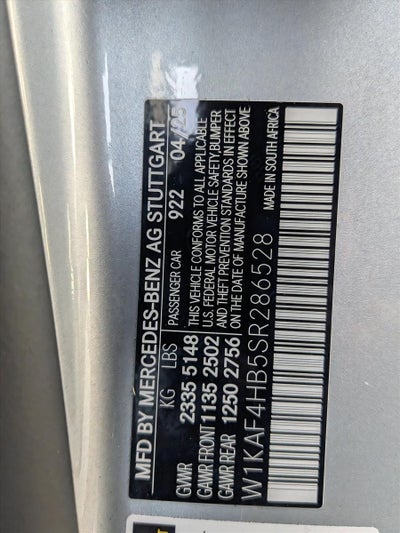 MFD BY MERCEDES-BENZ AG STUTTGART
KG LBS PASSENGER CAR 922 04/25
GVWR 2335 5148 THIS VEHICLE CONFORMS TO ALL APPLICABLE
GAWR FRONT 1135 2502 U.S. FEDERAL MOTOR VEHICLE SAFETY, BUMPER
AND THEFT PREVENTION STANDARDS IN EFFECT
GAWR REAR 1250 2756 ON THE DATE OF MANUFACTURE SHOWN ABOVE
W1KAF4HB5SR286528 MADE IN SOUTH AFRICA